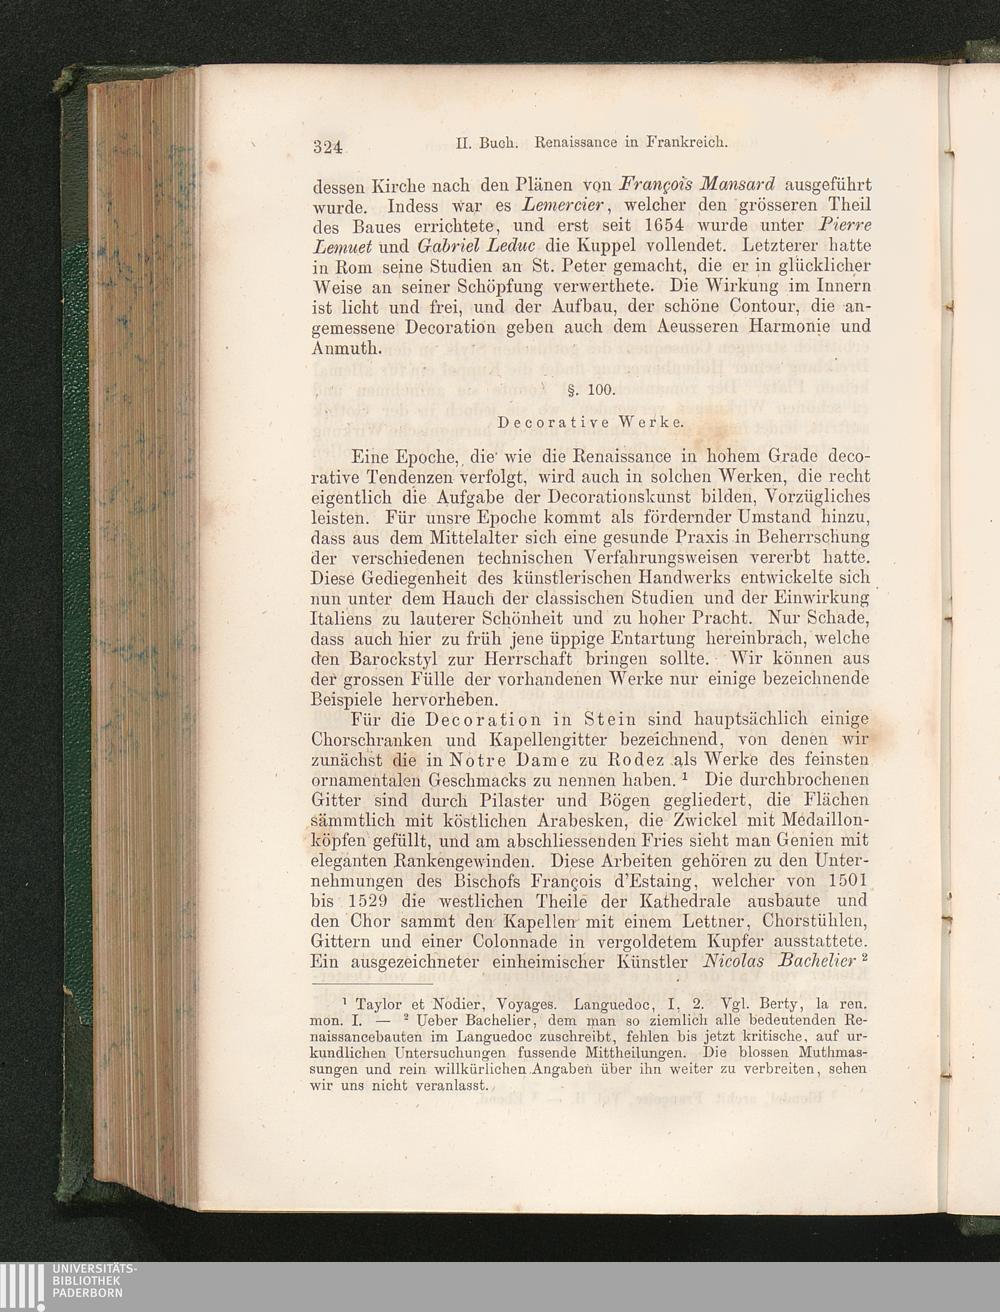 324
II. Buch. Renaissance in Frankreich.
dessen Kirche nach den Plänen von François Mansard ausgeführt
wurde. Indess war es Lemercier, welcher den grösseren Theil
des Baues errichtete, und erst seit 1654 wurde unter Pierre
Lemuet und Gabriel Leduc die Kuppel vollendet. Letzterer hatte
in Rom seine Studien an St. Peter gemacht, die er in glücklicher
Weise an seiner Schöpfung verwerthete. Die Wirkung im Innern
ist licht und frei, und der Aufbau, der schöne Contour, die an-
gemessene Decoration geben auch dem Aeusseren Harmonie und
Anmuth.
§. 100.
Decorative Werke.
Eine Epoche, die wie die Renaissance in hohem Grade deco-
rative Tendenzen verfolgt, wird auch in solchen Werken, die recht
eigentlich die Aufgabe der Decorationskunst bilden, Vorzügliches
leisten. Für unsre Epoche kommt als fördernder Umstand hinzu,
dass aus dem Mittelalter sich eine gesunde Praxis in Beherrschung
der verschiedenen technischen Verfahrungsweisen vererbt hatte.
Diese Gediegenheit des künstlerischen Handwerks entwickelte sich
nun unter dem Hauch der classischen Studien und der Einwirkung
Italiens zu lauterer Schönheit und zu hoher Pracht. Nur Schade,
dass auch hier zu früh jene üppige Entartung hereinbrach, welche
den Barockstyl zur Herrschaft bringen sollte. Wir können aus
der grossen Fülle der vorhandenen Werke nur einige bezeichnende
Beispiele hervorheben.
Für die Decoration in Stein sind hauptsächlich einige
Chorschranken und Kapellengitter bezeichnend, von denen wir
zunächst die in Notre Dame zu Rodez als Werke des feinsten
ornamentalen Geschmacks zu nennen haben. ¹ Die durchbrochenen
Gitter sind durch Pilaster und Bögen gegliedert, die Flächen
sämmtlich mit köstlichen Arabesken, die Zwickel mit Medaillon-
köpfen gefüllt, und am abschliessenden Fries sieht man Genien mit
eleganten Rankengewinden. Diese Arbeiten gehören zu den Unter-
nehmungen des Bischofs François d'Estaing, welcher von 1501
bis 1529 die westlichen Theile der Kathedrale ausbaute und
den Chor sammt den Kapellen mit einem Lettner, Chorstühlen,
Gittern und einer Colonnade in vergoldetem Kupfer ausstattete.
Ein ausgezeichneter einheimischer Künstler Nicolas Bachelier ²
¹ Taylor et Nodier, Voyages. Languedoc, I, 2. Vgl. Berty, la ren.
mon. I. — ² Ueber Bachelier, dem man so ziemlich alle bedeutenden Re-
naissancebauten im Languedoc zuschreibt, fehlen bis jetzt kritische, auf ur-
kundlichen Untersuchungen fussende Mittheilungen. Die blossen Muthmas-
sungen und rein willkürlichen Angaben über ihn weiter zu verbreiten, sehen
wir uns nicht veranlasst.
UNIVERSITÄTS-
BIBLIOTHEK
PADERBORN